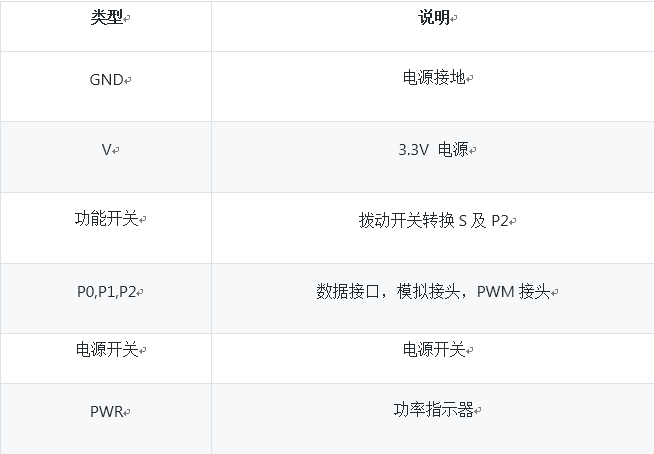 类型 说明
GND 电源接地
V 3.3V 电源
功能开关 拨动开关转换 S 及 P2
P0,P1,P2 数据接口，模拟接头，PWM 接头
电源开关 电源开关
PWR 功率指示器